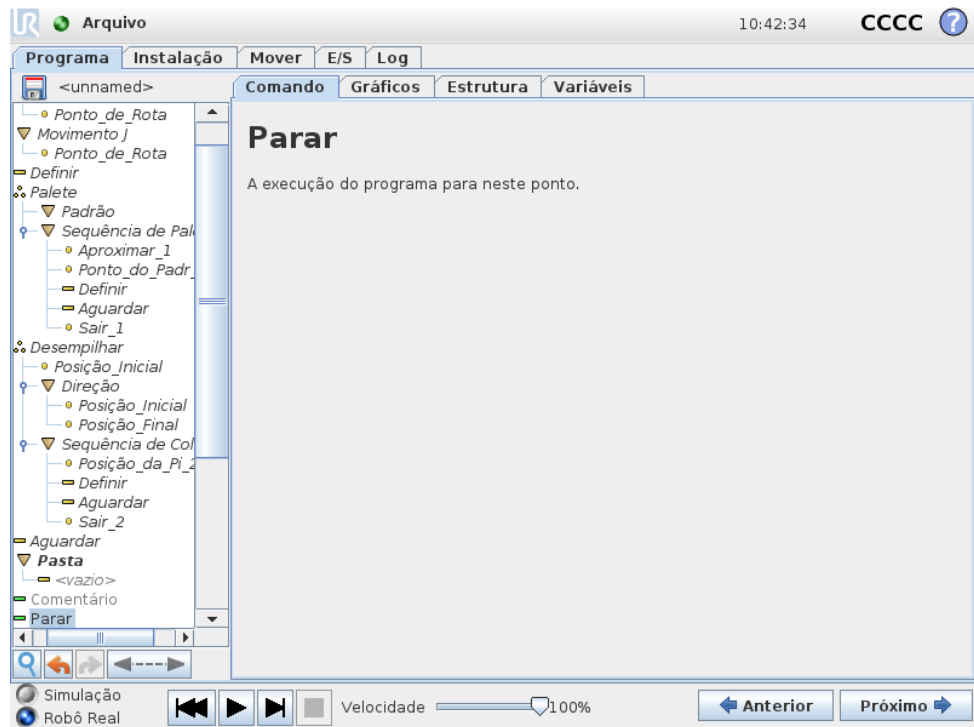 UR Arquivo 10:42:34 CCCC ?
Programa Instalação Mover E/S Log
<unnamed> Comando Gráficos Estrutura Variáveis
Ponto_de_Rota
Movimento J
Ponto_de_Rota
Definir
Palete
Padrão
Sequência de Pal
Aproximar_1
Ponto_do_Padr_
Definir
Aguardar
Sair_1
Desempilhar
Posição_Inicial
Direção
Posição_Inicial
Posição_Final
Sequência de Col
Posição_da_Pi_2
Definir
Aguardar
Sair_2
Aguardar
Pasta
<vazio>
Comentário
Parar
Parar
A execução do programa para neste ponto.
Simulação
Robô Real
Velocidade 100%
Anterior Próximo